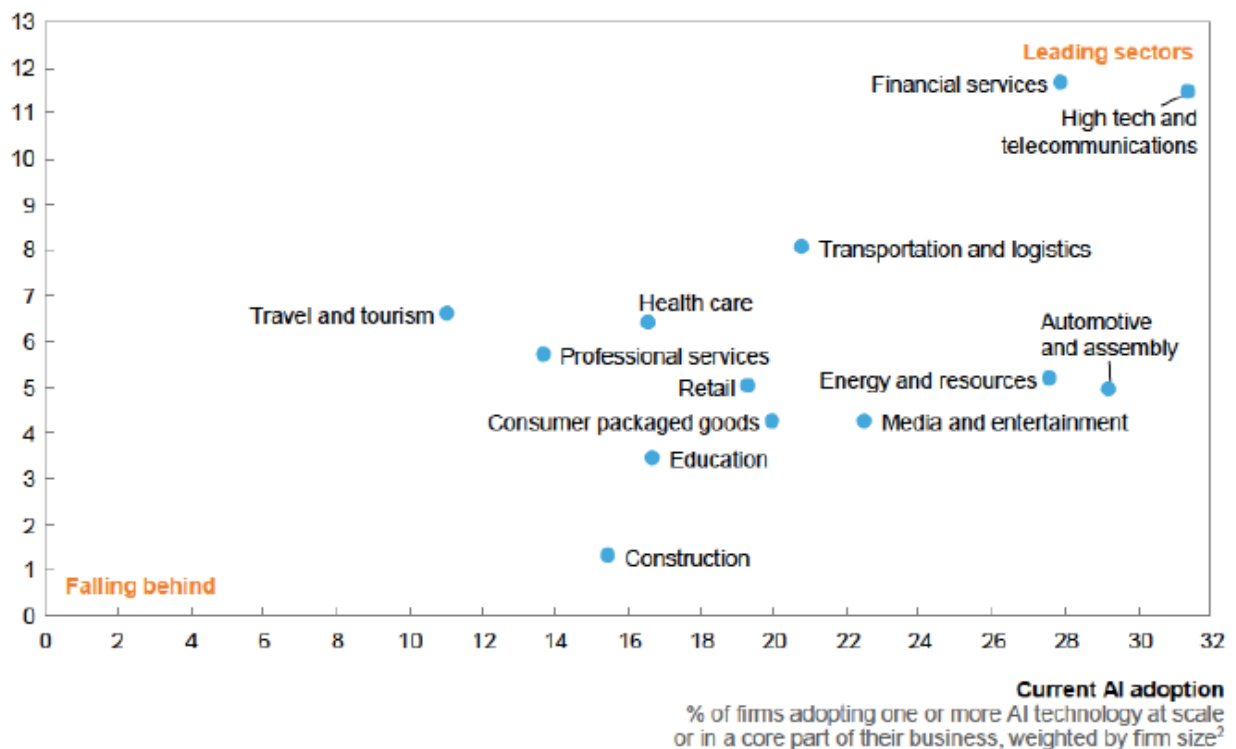 13
12
11
10
9
8
7
6
5
4
3
2
1
0
Leading sectors
Financial services
High tech and
telecommunications
Transportation and logistics
Travel and tourism
Health care
Automotive
and assembly
Professional services
Retail
Energy and resources
Consumer packaged goods
Media and entertainment
Education
Construction
Falling behind
0 2 4 6 8 10 12 14 16 18 20 22 24 26 28 30 32
Current AI adoption
% of firms adopting one or more AI technology at scale
or in a core part of their business, weighted by firm size²